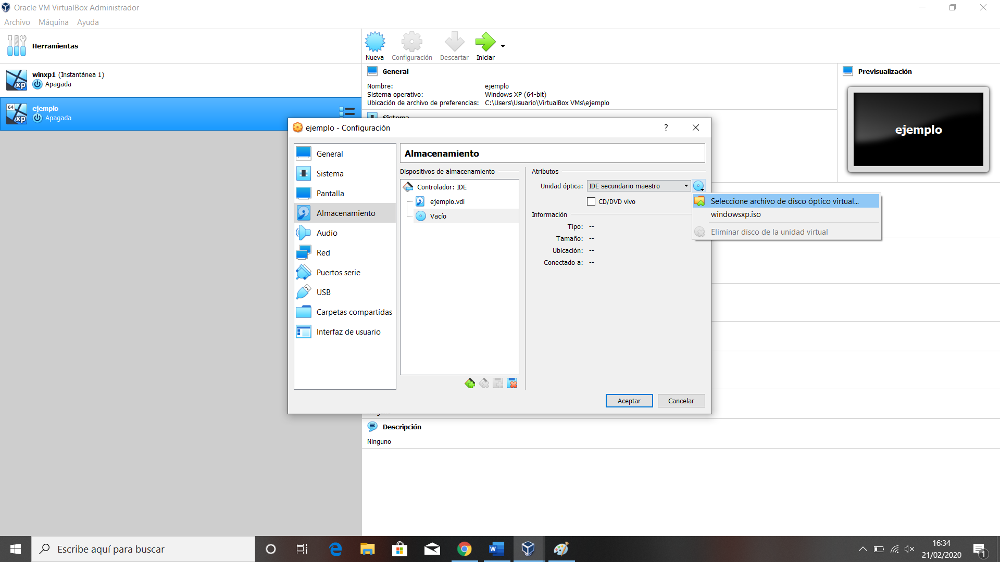 Oracle VM VirtualBox Administrador
Archivo Máquina Ayuda
Herramientas
winxp1 (Instantánea 1)
Apagada
64
xp
ejemplo
Apagada
xp
Nueva Configuración Descartar Iniciar
General
Nombre: ejemplo
Sistema operativo: Windows XP (64-bit)
Ubicación de archivo de preferencias: C:\Users\Usuario\VirtualBox VMs\ejemplo
Sistema
Previsualización
ejemplo
ejemplo - Configuración
?
General
Sistema
Pantalla
Almacenamiento
Audio
Red
Puertos serie
USB
Carpetas compartidas
Interfaz de usuario
Almacenamiento
Dispositivos de almacenamiento
Controlador: IDE
ejemplo.vdi
Vacío
Atributos
Unidad óptica: IDE secundario maestro
CD/DVD vivo
Información
Tipo: --
Tamaño: --
Ubicación: --
Conectado a: --
Seleccione archivo de disco óptico virtual...
windowsxp.iso
Eliminar disco de la unidad virtual
Aceptar Cancelar
Ninguno
Descripción
Ninguno
Escribe aquí para buscar
16:34
21/02/2020
1